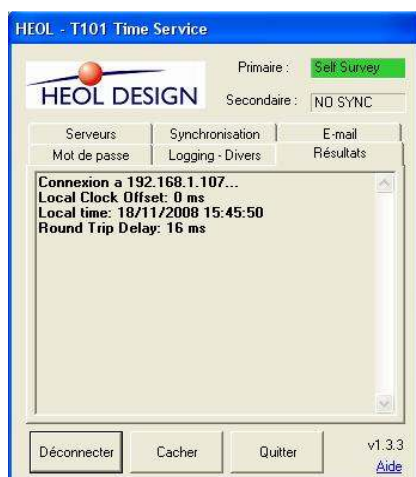 HEOL - T101 Time Service
HEOL DESIGN
Primaire : Self Survey
Secondaire : NO SYNC
Serveurs Synchronisation E-mail
Mot de passe Logging - Divers Résultats
Connexion a 192.168.1.107...
Local Clock Offset: 0 ms
Local time: 18/11/2008 15:45:50
Round Trip Delay: 16 ms
Déconnecter Cacher Quitter v1.3.3
Aide